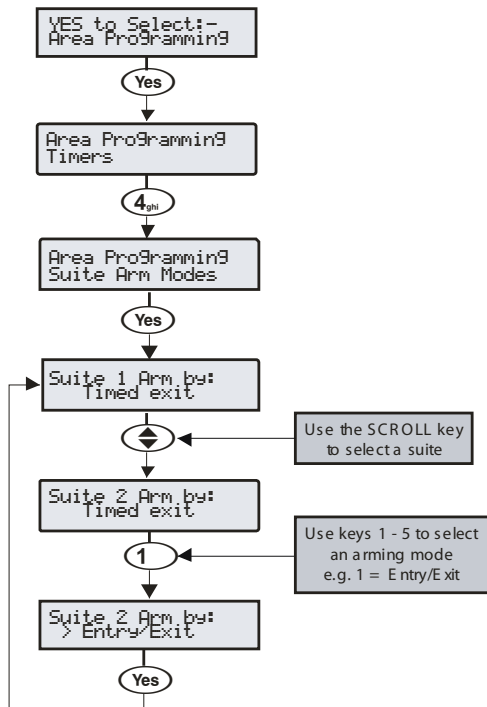 YES to Select:-
Area Programming
Yes
Area Programming
Timers
4ghi
Area Programming
Suite Arm Modes
Yes
Suite 1 Arm by:
Timed exit
Use the SCROLL key
to select a suite
Suite 2 Arm by:
Timed exit
Use keys 1 - 5 to select
an arming mode
e.g. 1 = Entry/Exit
1
Suite 2 Arm by:
> Entry/Exit
Yes